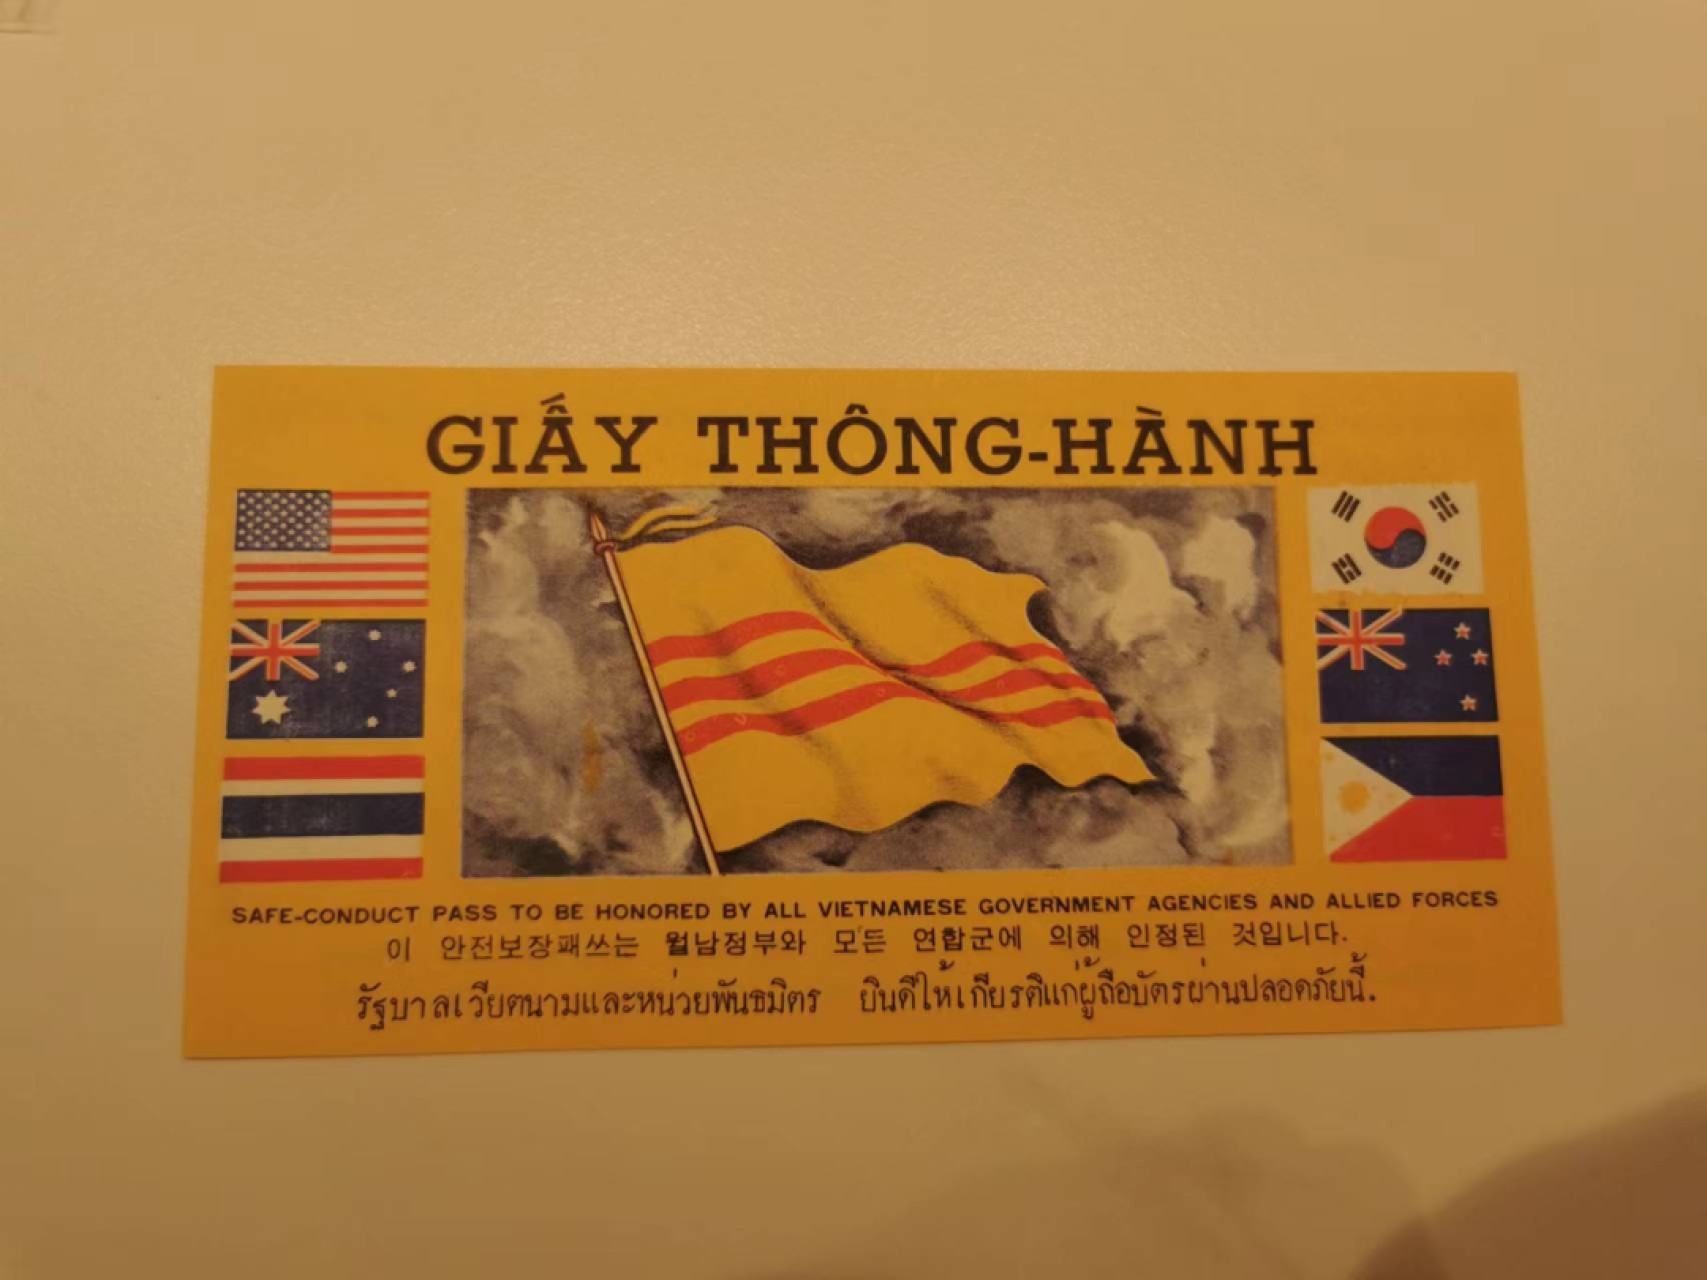 GIẤY THÔNG-HÀNH
SAFE-CONDUCT PASS TO BE HONORED BY ALL VIETNAMESE GOVERNMENT AGENCIES AND ALLIED FORCES
이 안전보장패쓰는 월남정부와 모든 연합군에 의해 인정된 것입니다.
รัฐบาลเวียตนามและหน่วยพันธมิตร ยินดีให้เกียรติแก่ผู้ถือบัตรผ่านปลอดภัยนี้.